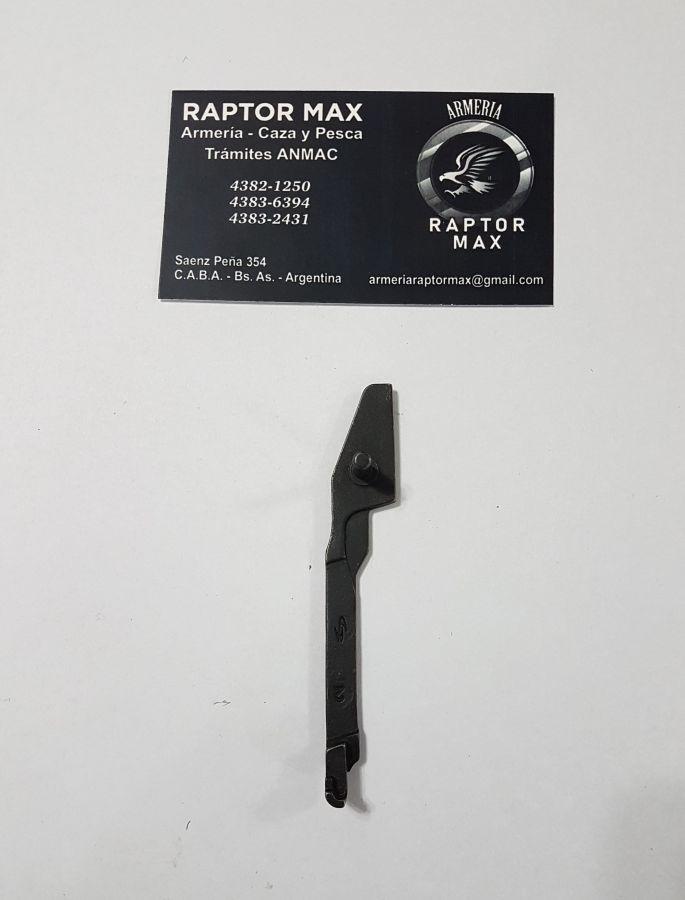 RAPTOR MAX
Armería - Caza y Pesca
Trámites ANMAC
4382-1250
4383-6394
4383-2431
Saenz Peña 354
C.A.B.A. - Bs. As. - Argentina
ARMERIA
RAPTOR
MAX
armeriaraptormax@gmail.com